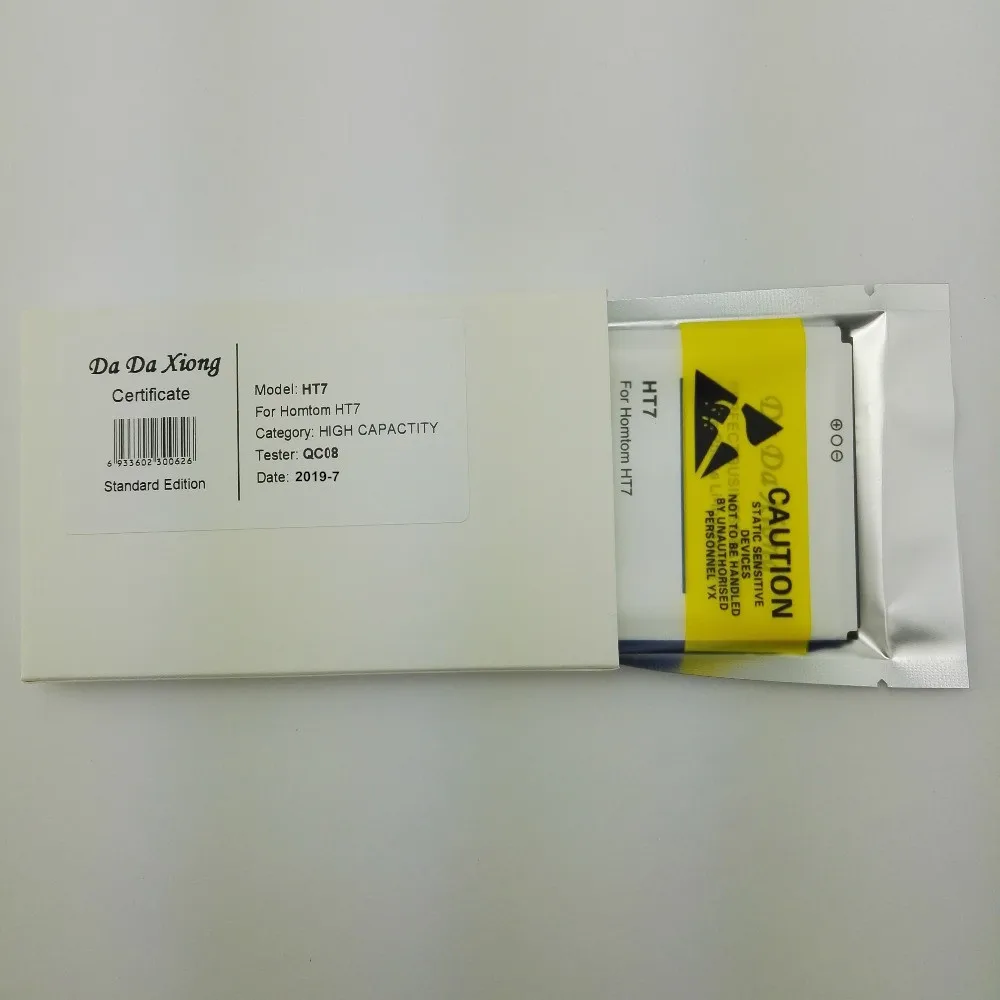 Da Da Xiong
Certificate
6 933602 300626
Standard Edition
Model: HT7
For Homtom HT7
Category: HIGH CAPACTITY
Tester: QC08
Date: 2019-7
HT7
For Homtom HT7
Da Da
CAUTION
STATIC SENSITIVE
DEVICES
NOT TO BE HANDLED
BY UNAUTHORISED
PERSONNEL YX